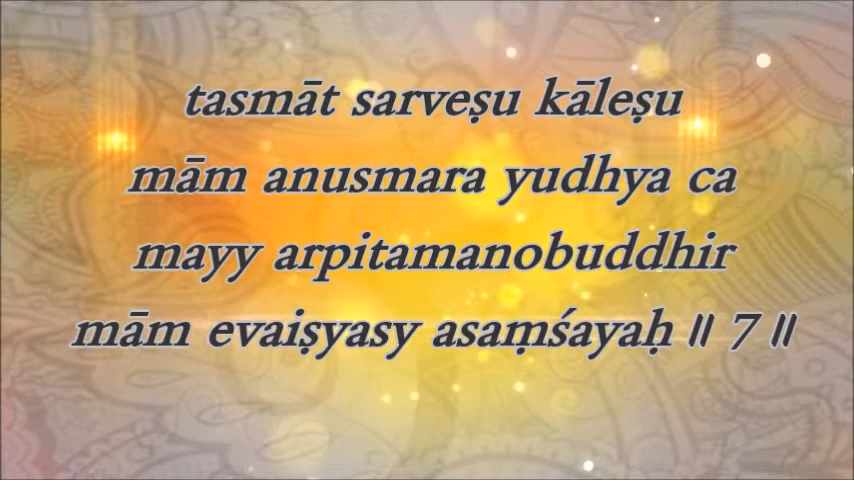 tasmāt sarveṣu kāleṣu
mām anusmara yudhya ca
mayy arpitamanobuddhir
mām evaiṣyasy asaṃśayaḥ ॥ 7 ॥